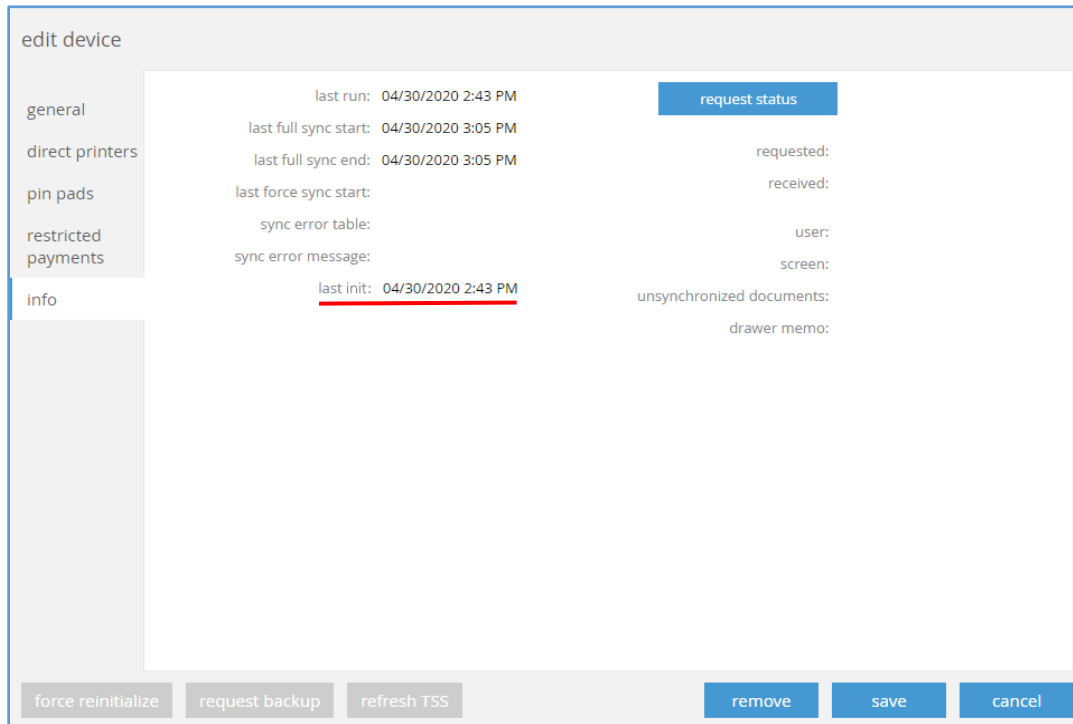 edit device
general
direct printers
pin pads
restricted
payments
info
last run: 04/30/2020 2:43 PM
last full sync start: 04/30/2020 3:05 PM
last full sync end: 04/30/2020 3:05 PM
last force sync start:
sync error table:
sync error message:
last init: 04/30/2020 2:43 PM
request status
requested:
received:
user:
screen:
unsynchronized documents:
drawer memo:
force reinitialize
request backup
refresh TSS
remove
save
cancel